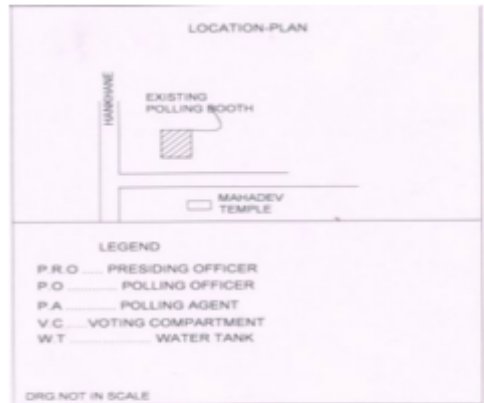 LOCATION-PLAN
HANKHANE
EXISTING
POLLING BOOTH
MAHADEV
TEMPLE
LEGEND
P.R.O ..... PRESIDING OFFICER
P.O .............. POLLING OFFICER
P.A .............. POLLING AGENT
V.C ..... VOTING COMPARTMENT
W.T ...................... WATER TANK
DRG.NOT IN SCALE